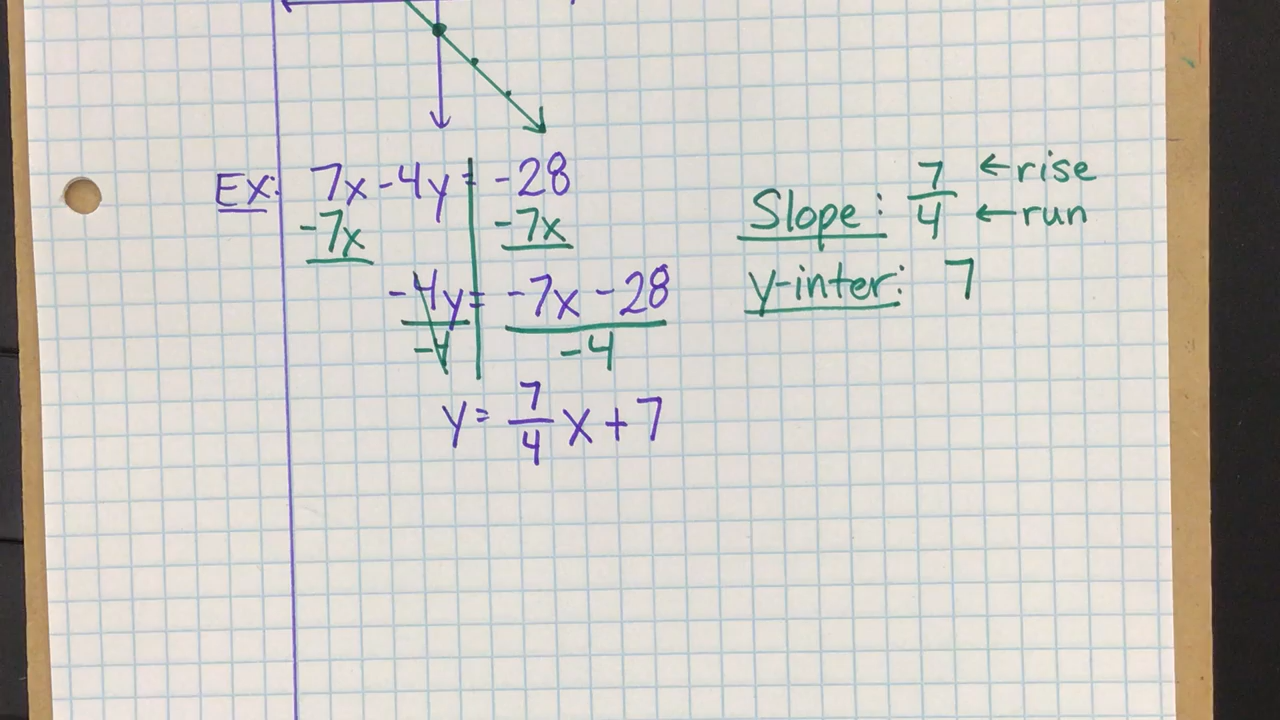 EX: 7x - 4y = -28
-7x -7x
-4y = -7x - 28
-4 -4
y = 7/4 x + 7
Slope: 7/4 ← rise ← run
y-inter: 7